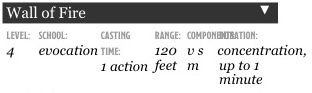 Wall of Fire ▼
LEVEL: SCHOOL: CASTING TIME: RANGE: COMPONENTS: DURATION:
4 evocation 1 action 120 feet v s m concentration, up to 1 minute